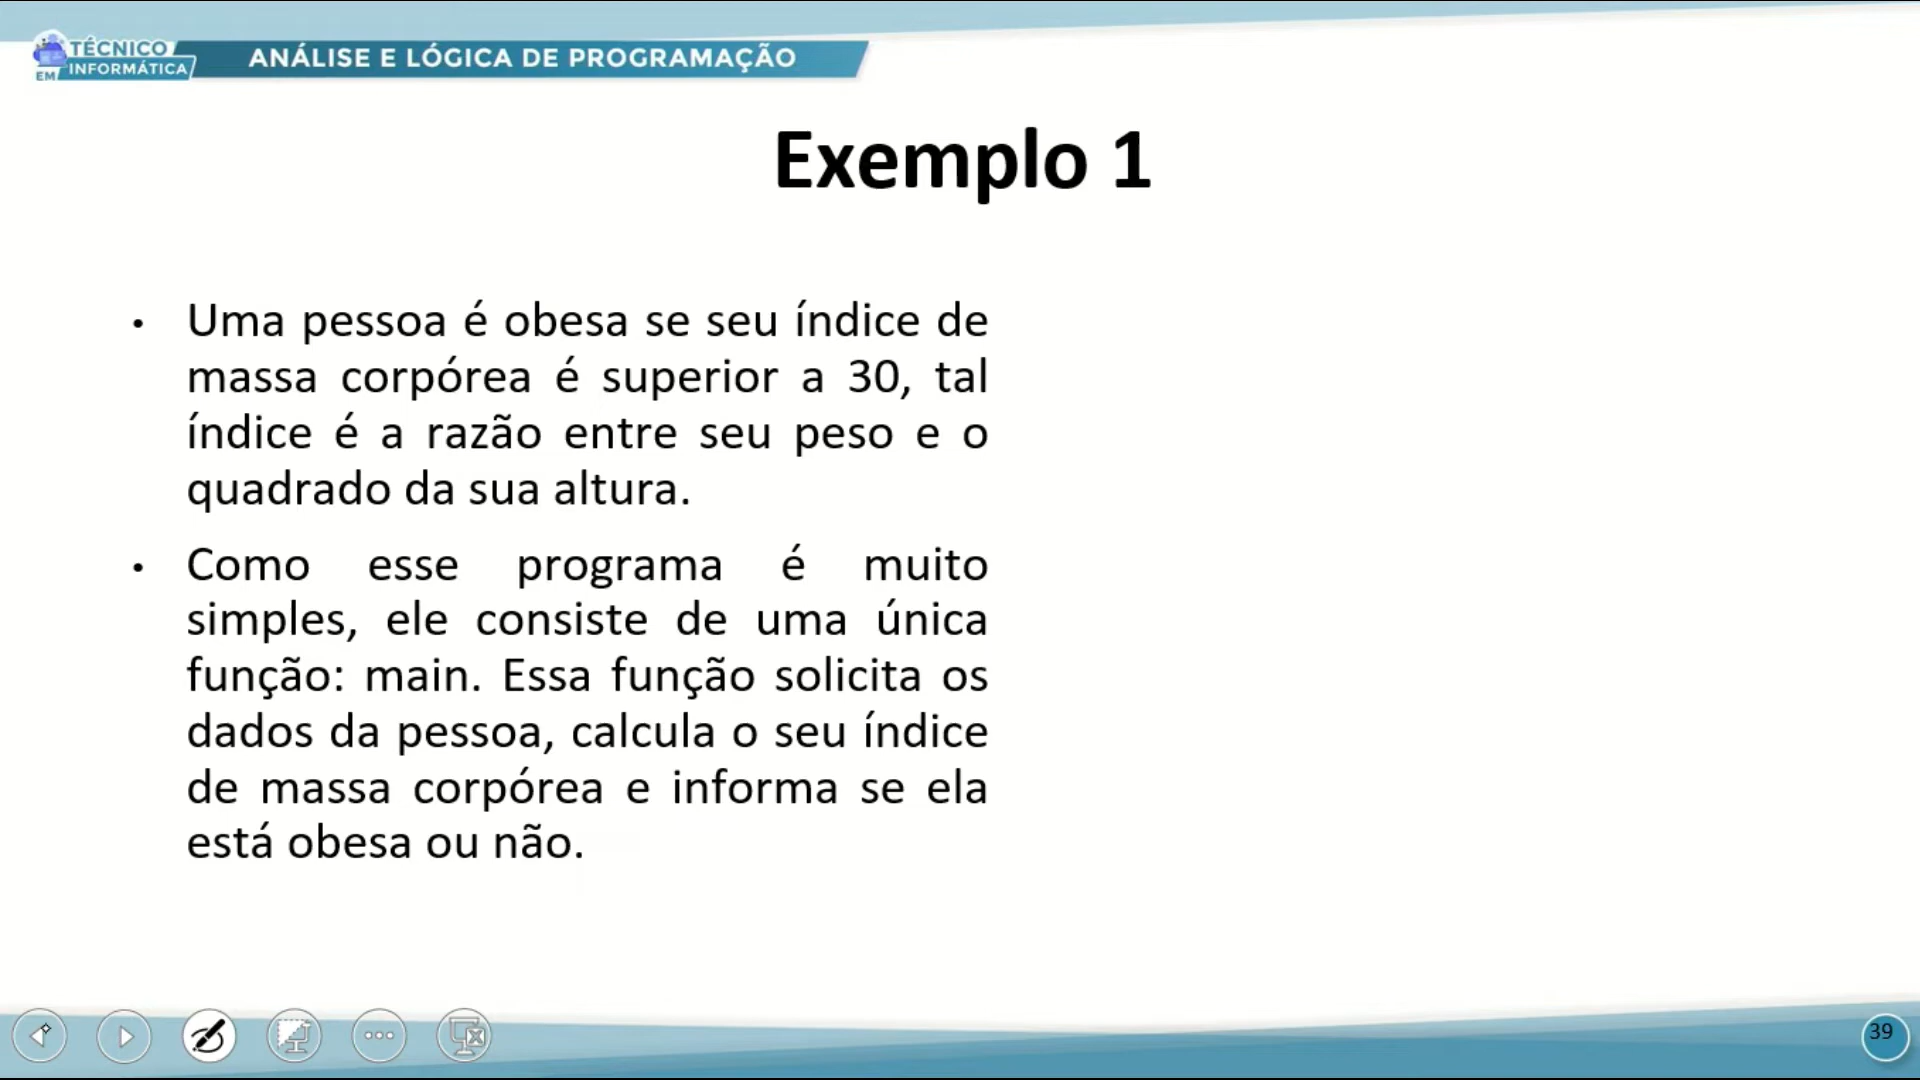 TÉCNICO
EM INFORMÁTICA
ANÁLISE E LÓGICA DE PROGRAMAÇÃO
Exemplo 1
• Uma pessoa é obesa se seu índice de
massa corpórea é superior a 30, tal
índice é a razão entre seu peso e o
quadrado da sua altura.
• Como esse programa é muito
simples, ele consiste de uma única
função: main. Essa função solicita os
dados da pessoa, calcula o seu índice
de massa corpórea e informa se ela
está obesa ou não.
39